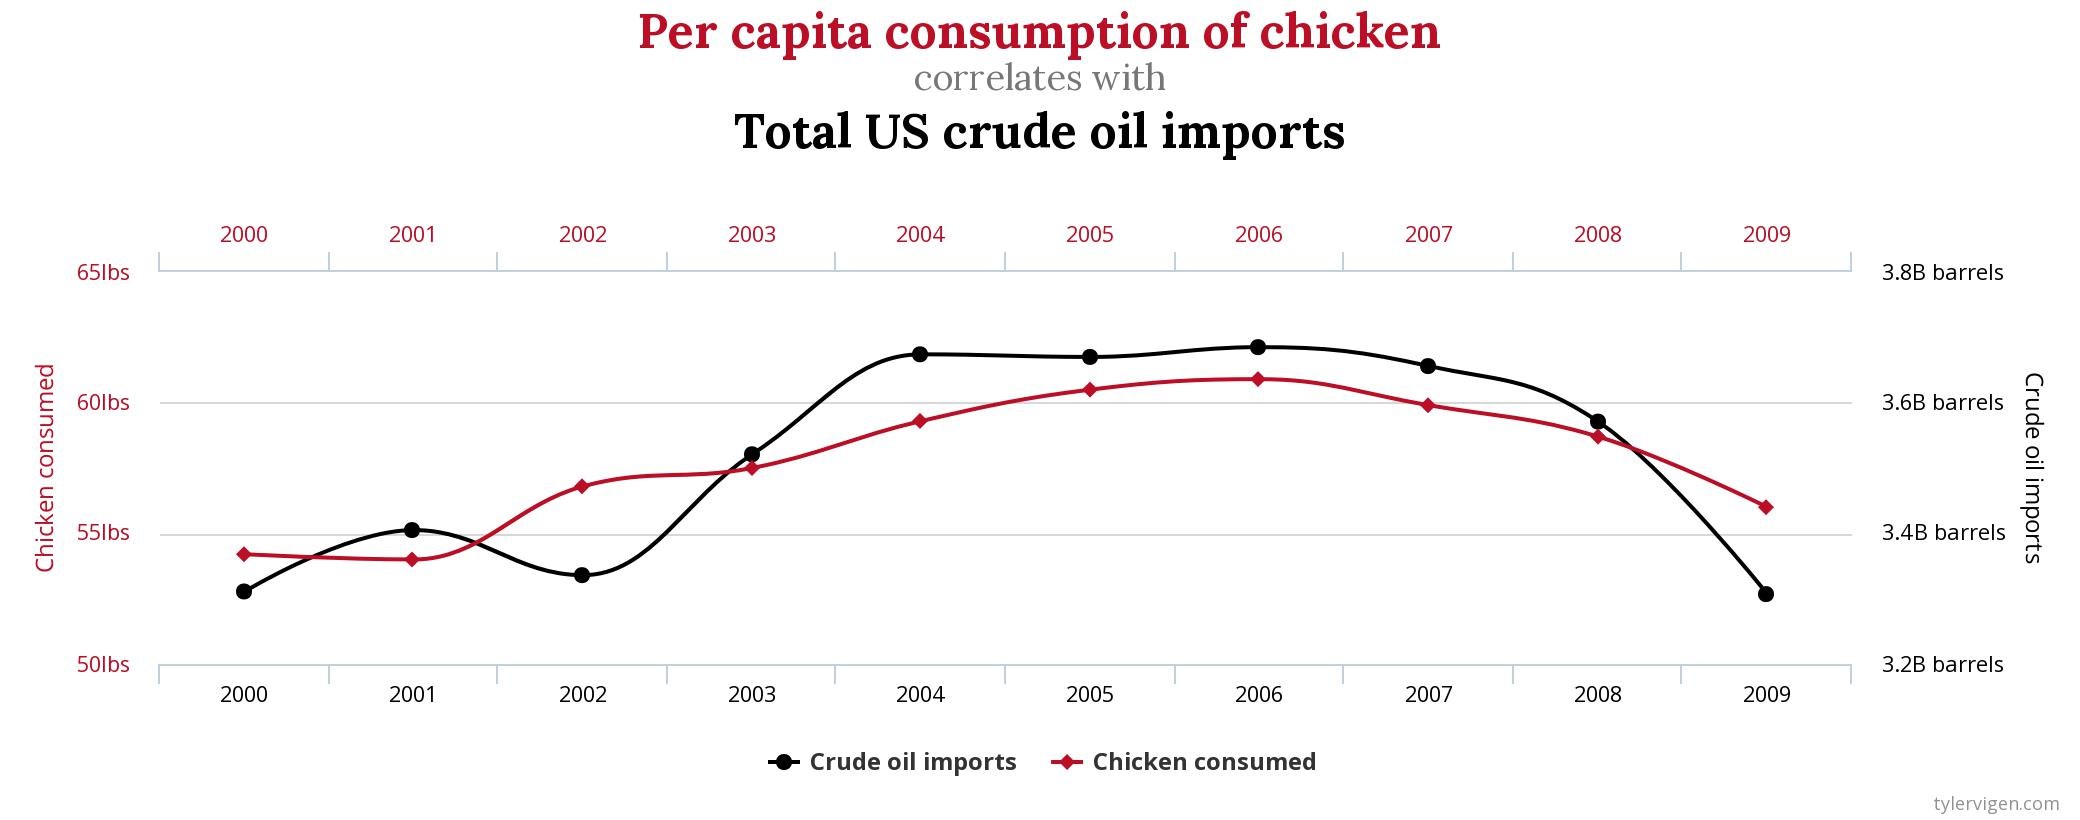 Per capita consumption of chicken
correlates with
Total US crude oil imports
2000 2001 2002 2003 2004 2005 2006 2007 2008 2009
65lbs 3.8B barrels
60lbs 3.6B barrels
55lbs 3.4B barrels
50lbs 3.2B barrels
Chicken consumed
Crude oil imports
2000 2001 2002 2003 2004 2005 2006 2007 2008 2009
Crude oil imports Chicken consumed
tylervigen.com